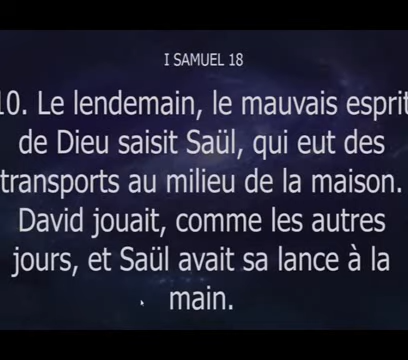 I SAMUEL 18
10. Le lendemain, le mauvais esprit
de Dieu saisit Saül, qui eut des
transports au milieu de la maison.
David jouait, comme les autres
jours, et Saül avait sa lance à la
main.